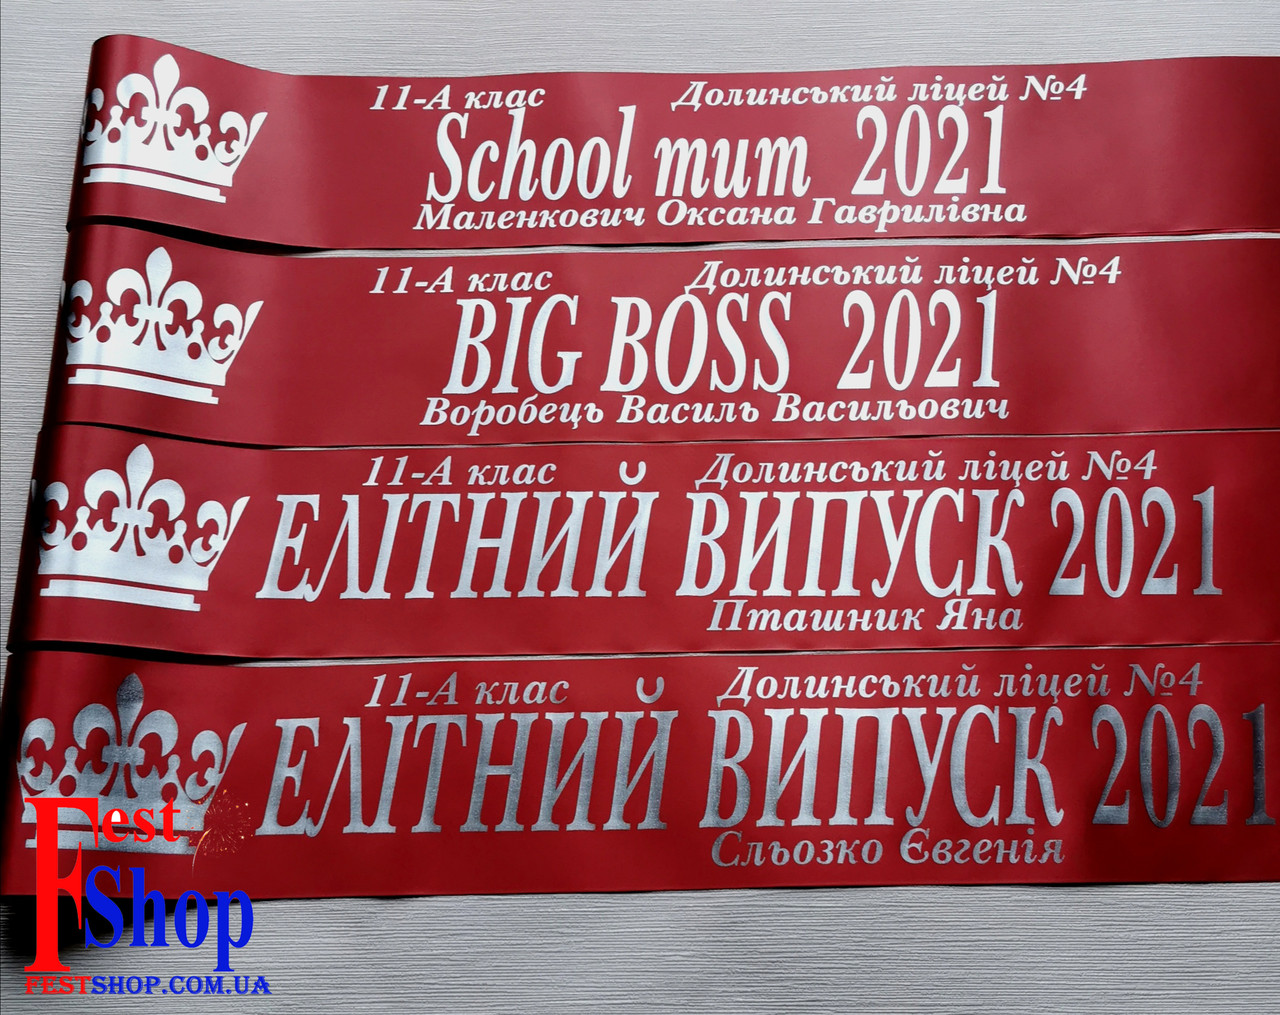 11-А клас Долинський ліцей №4
School mum 2021
Маленкович Оксана Гаврилівна
11-А клас Долинський ліцей №4
BIG BOSS 2021
Воробець Василь Васильович
11-А клас Долинський ліцей №4
ЕЛІТНИЙ ВИПУСК 2021
Пташник Яна
11-А клас Долинський ліцей №4
ЕЛІТНИЙ ВИПУСК 2021
Сльозко Євгенія
Fest
Shop
FESTSHOP.COM.UA